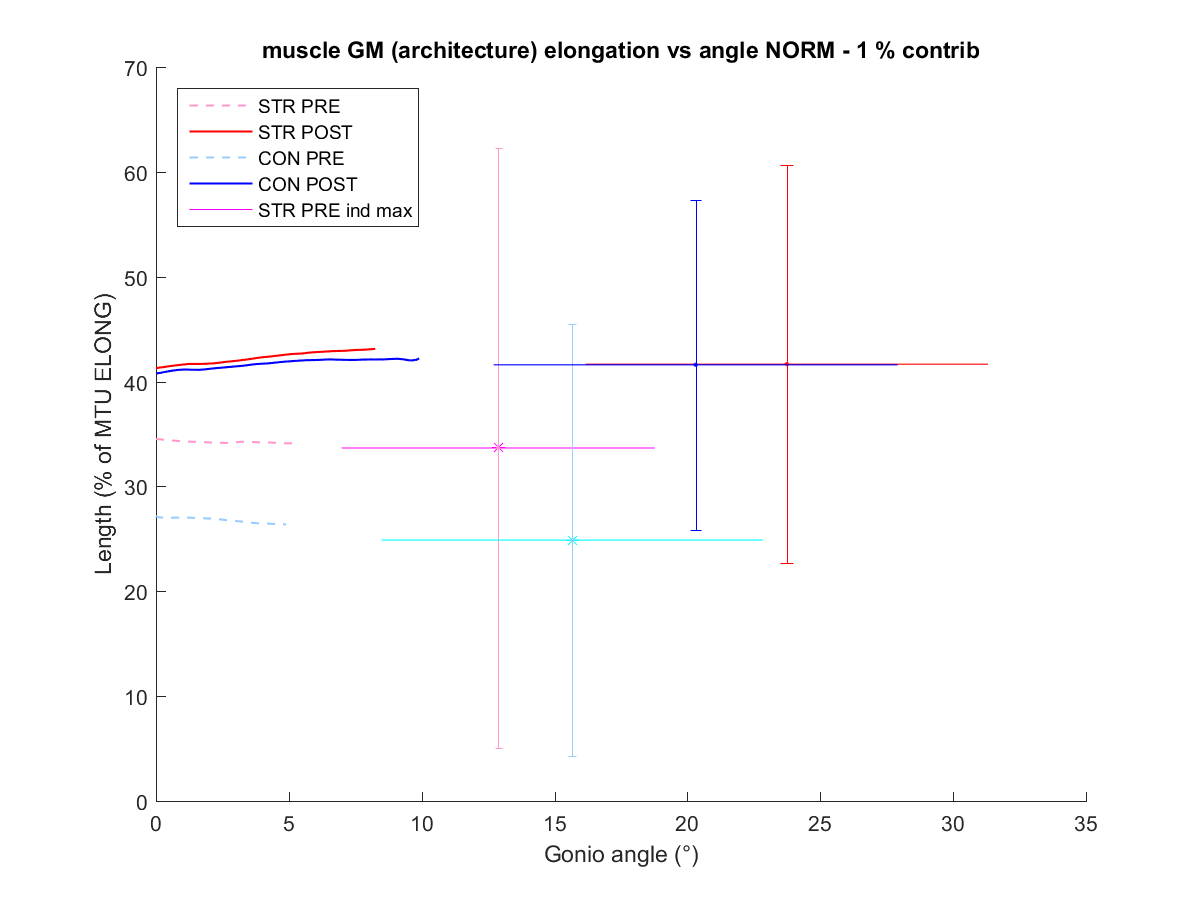 muscle GM (architecture) elongation vs angle NORM - 1 % contrib
70
60
50
40
30
20
10
0
Length (% of MTU ELONG)
STR PRE
STR POST
CON PRE
CON POST
STR PRE ind max
0 5 10 15 20 25 30 35
Gonio angle (°)